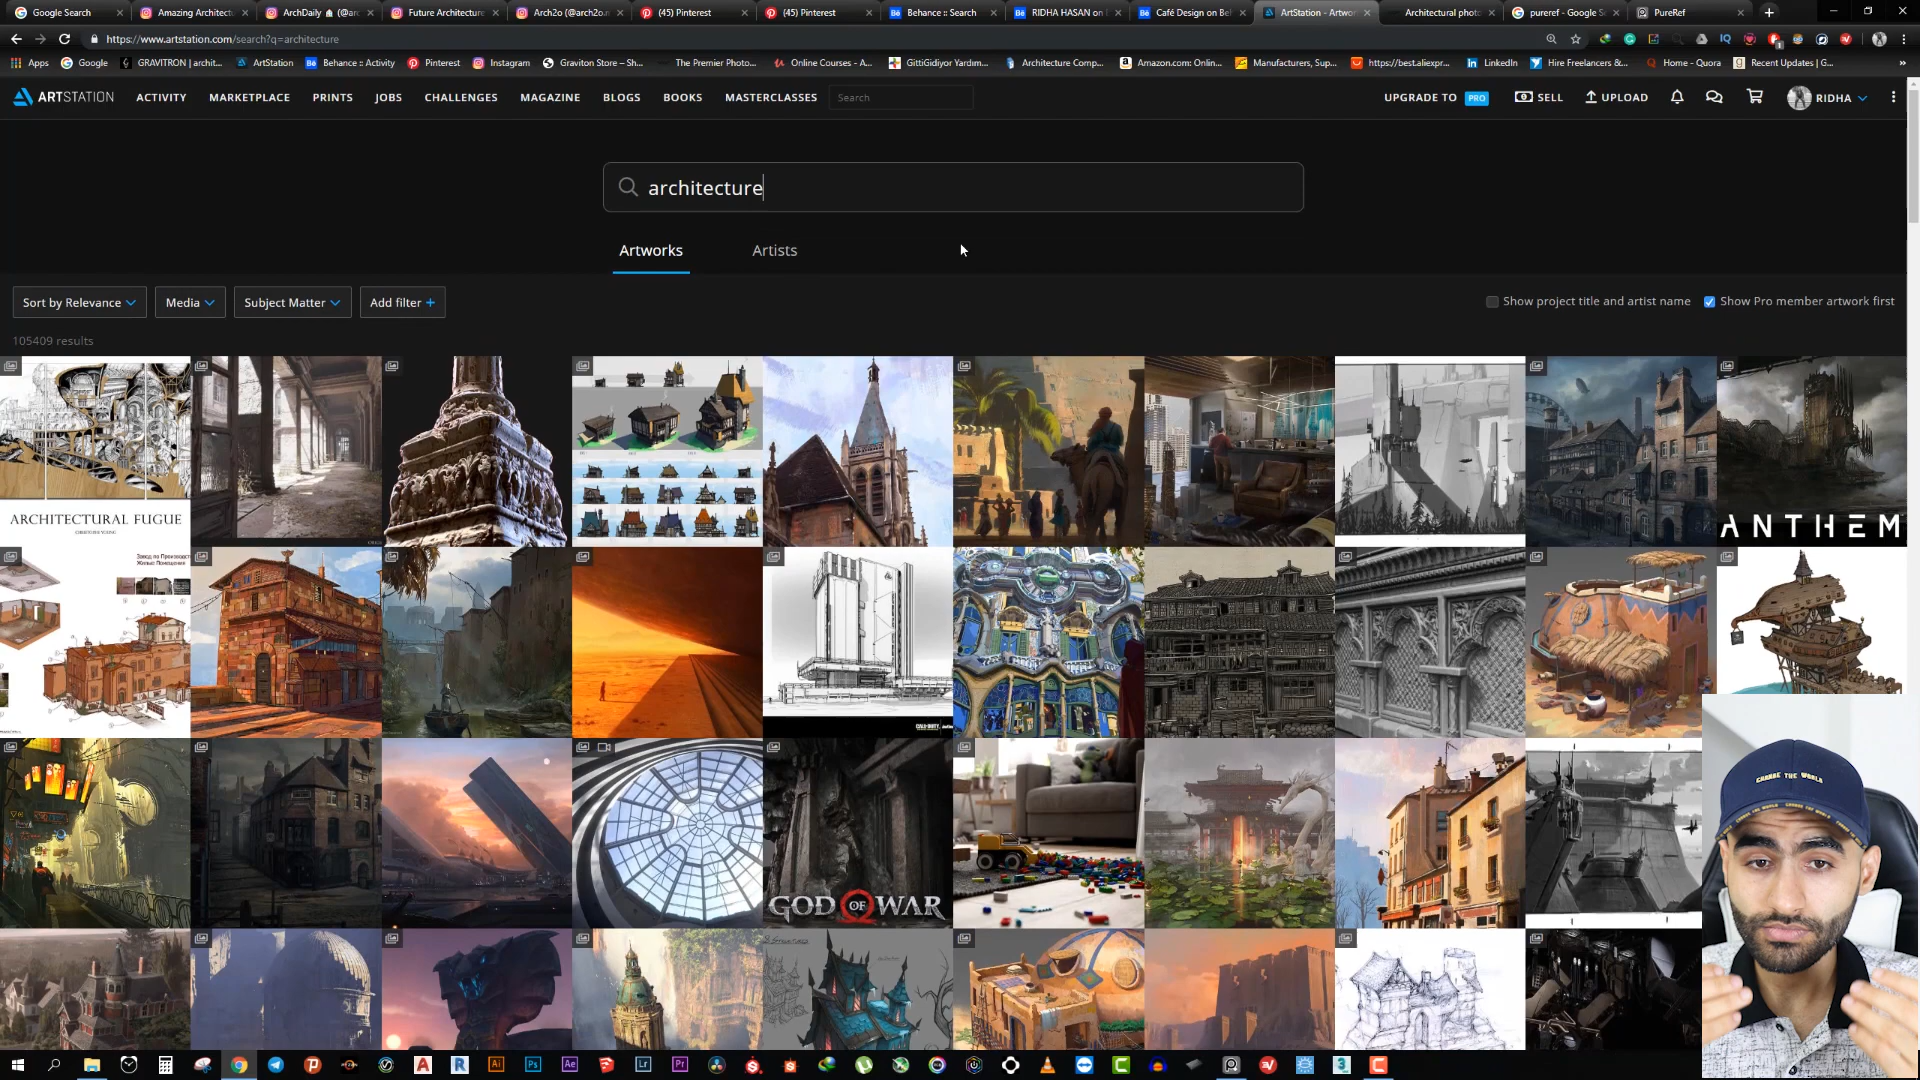 Google Search
Amazing Architectu
ArchDaily
Future Architecture
Arch2o (@arch2o.
(45) Pinterest
(45) Pinterest
Behance :: Search
RIDHA HASAN on
Café Design on Be
ArtStation - Artwor
Architectural phot
pureref - Google S
PureRef
https://www.artstation.com/search?q=architecture
Apps
Google
GRAVITRON | archit...
ArtStation
Behance :: Activity
Pinterest
Instagram
Graviton Store – Sh...
The Premier Photo...
Online Courses - A...
GittiGidiyor Yardım...
Architecture Comp...
Amazon.com: Onlin...
Manufacturers, Sup...
https://best.aliexpr...
LinkedIn
Hire Freelancers &...
Home - Quora
Recent Updates | G...
ARTSTATION
ACTIVITY
MARKETPLACE
PRINTS
JOBS
CHALLENGES
MAGAZINE
BLOGS
BOOKS
MASTERCLASSES
Search
UPGRADE TO PRO
SELL
UPLOAD
RIDHA
architecture
Artworks
Artists
Sort by Relevance
Media
Subject Matter
Add filter +
Show project title and artist name
Show Pro member artwork first
105409 results
ARCHITECTURAL FUGUE
ANTHEM
Завод по Производст
Жилые Помещение
GOD OF WAR
CHANGE THE WORLD